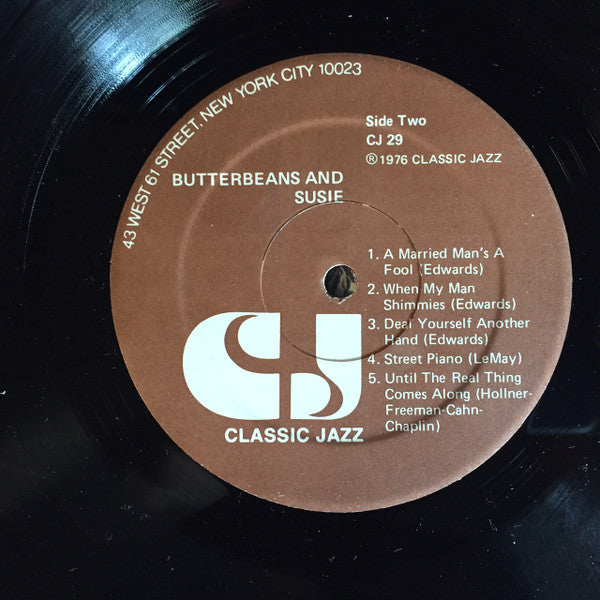 43 WEST 61 STREET, NEW YORK CITY 10023
Side Two
CJ 29
℗ 1976 CLASSIC JAZZ
BUTTERBEANS AND
SUSIE
1. A Married Man's A
Fool (Edwards)
2. When My Man
Shimmies (Edwards)
3. Deal Yourself Another
Hand (Edwards)
4. Street Piano (LeMay)
5. Until The Real Thing
Comes Along (Hollner-
Freeman-Cahn-
Chaplin)
CJ
CLASSIC JAZZ